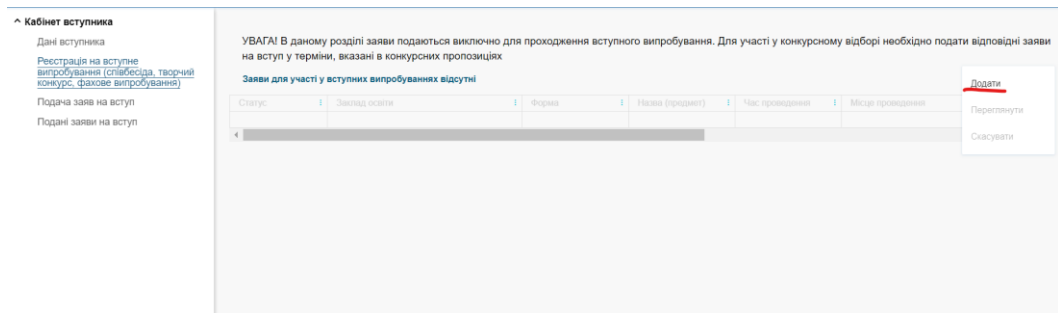 Кабінет вступника
Дані вступника
Реєстрація на вступне
випробування (співбесіда, творчий
конкурс, фахове випробування)
Подача заяв на вступ
Подані заяви на вступ
УВАГА! В даному розділі заяви подаються виключно для проходження вступного випробування. Для участі у конкурсному відборі необхідно подати відповідні заяви
на вступ у терміни, вказані в конкурсних пропозиціях
Заяви для участі у вступних випробуваннях відсутні
Статус Заклад освіти Форма Назва (предмет) Час проведення Місце проведення
Додати
Переглянути
Скасувати